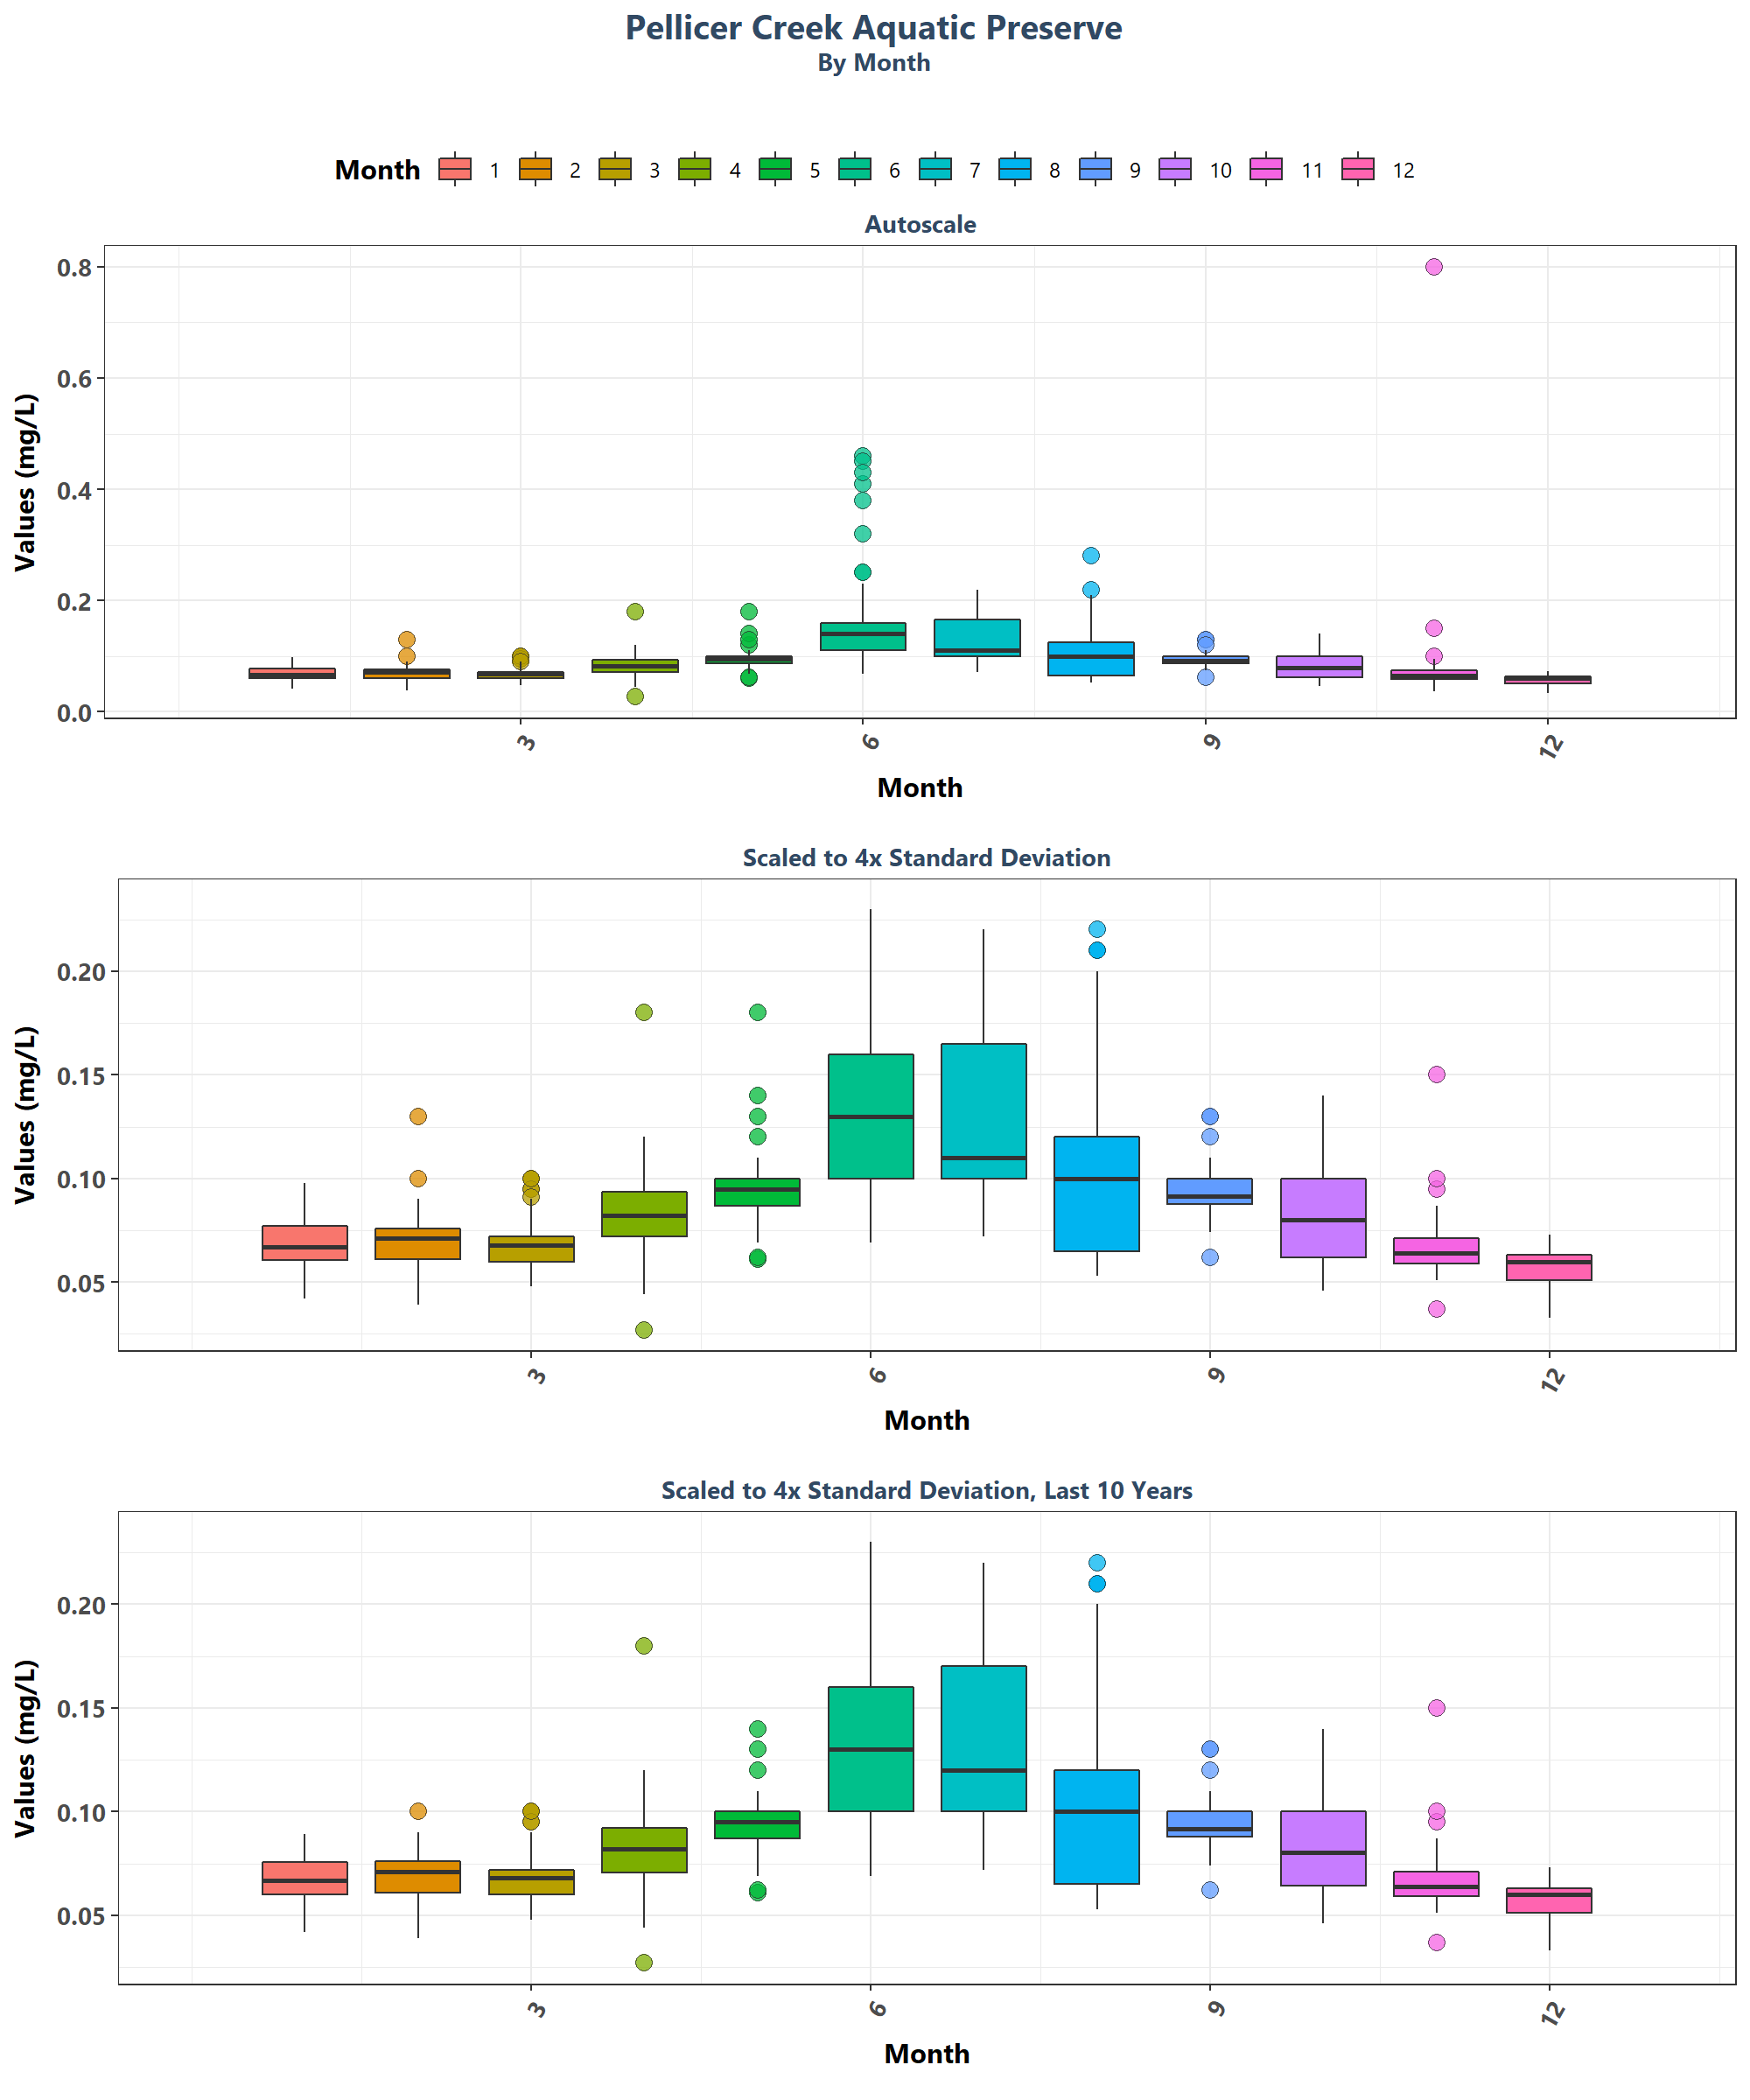 Pellicer Creek Aquatic Preserve
By Month
Month 1 2 3 4 5 6 7 8 9 10 11 12
Autoscale
Values (mg/L)
0.8
0.6
0.4
0.2
0.0
3 6 9 12
Month
Scaled to 4x Standard Deviation
Values (mg/L)
0.20
0.15
0.10
0.05
3 6 9 12
Month
Scaled to 4x Standard Deviation, Last 10 Years
Values (mg/L)
0.20
0.15
0.10
0.05
3 6 9 12
Month